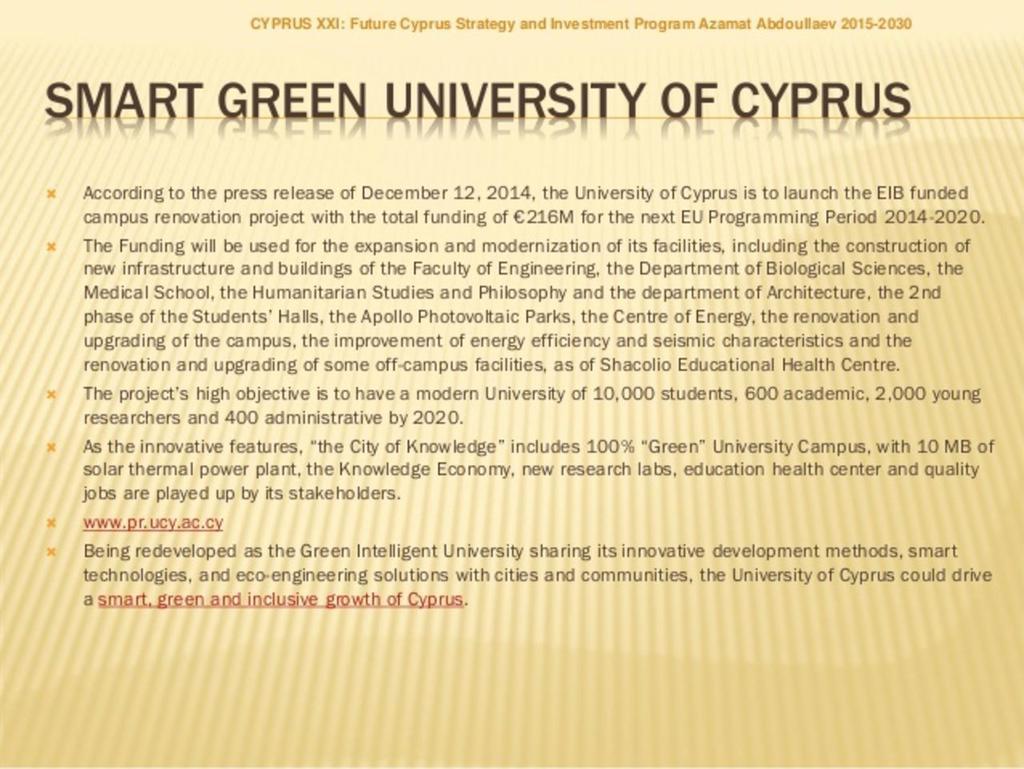 CYPRUS XXI: Future Cyprus Strategy and Investment Program Azamat Abdoullaev 2015-2030
SMART GREEN UNIVERSITY OF CYPRUS
According to the press release of December 12, 2014, the University of Cyprus is to launch the EIB funded
campus renovation project with the total funding of €216M for the next EU Programming Period 2014-2020.
The Funding will be used for the expansion and modernization of its facilities, including the construction of
new infrastructure and buildings of the Faculty of Engineering, the Department of Biological Sciences, the
Medical School, the Humanitarian Studies and Philosophy and the department of Architecture, the 2nd
phase of the Students' Halls, the Apollo Photovoltaic Parks, the Centre of Energy, the renovation and
upgrading of the campus, the improvement of energy efficiency and seismic characteristics and the
renovation and upgrading of some off-campus facilities, as of Shacolio Educational Health Centre.
The project's high objective is to have a modern University of 10,000 students, 600 academic, 2,000 young
researchers and 400 administrative by 2020.
As the innovative features, "the City of Knowledge" includes 100% "Green" University Campus, with 10 MB of
solar thermal power plant, the Knowledge Economy, new research labs, education health center and quality
jobs are played up by its stakeholders.
www.pr.ucy.ac.cy
Being redeveloped as the Green Intelligent University sharing its innovative development methods, smart
technologies, and eco-engineering solutions with cities and communities, the University of Cyprus could drive
a smart, green and inclusive growth of Cyprus.